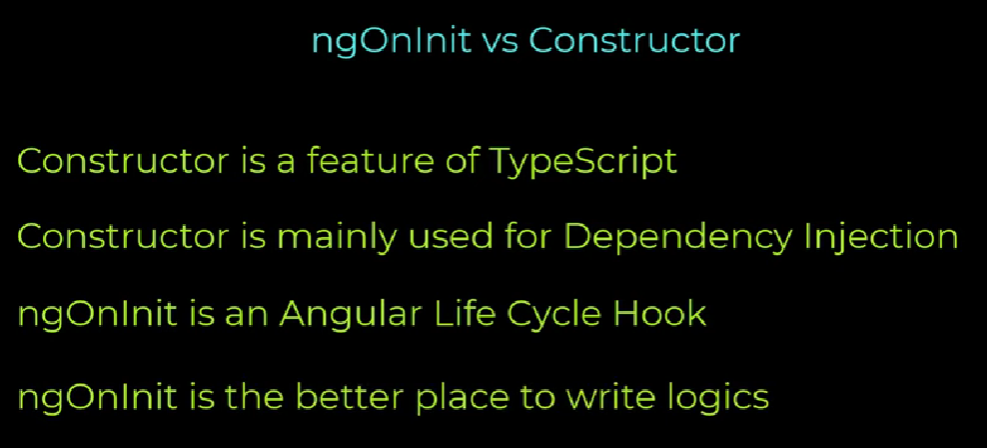 ngOnInit vs Constructor
Constructor is a feature of TypeScript
Constructor is mainly used for Dependency Injection
ngOnInit is an Angular Life Cycle Hook
ngOnInit is the better place to write logics